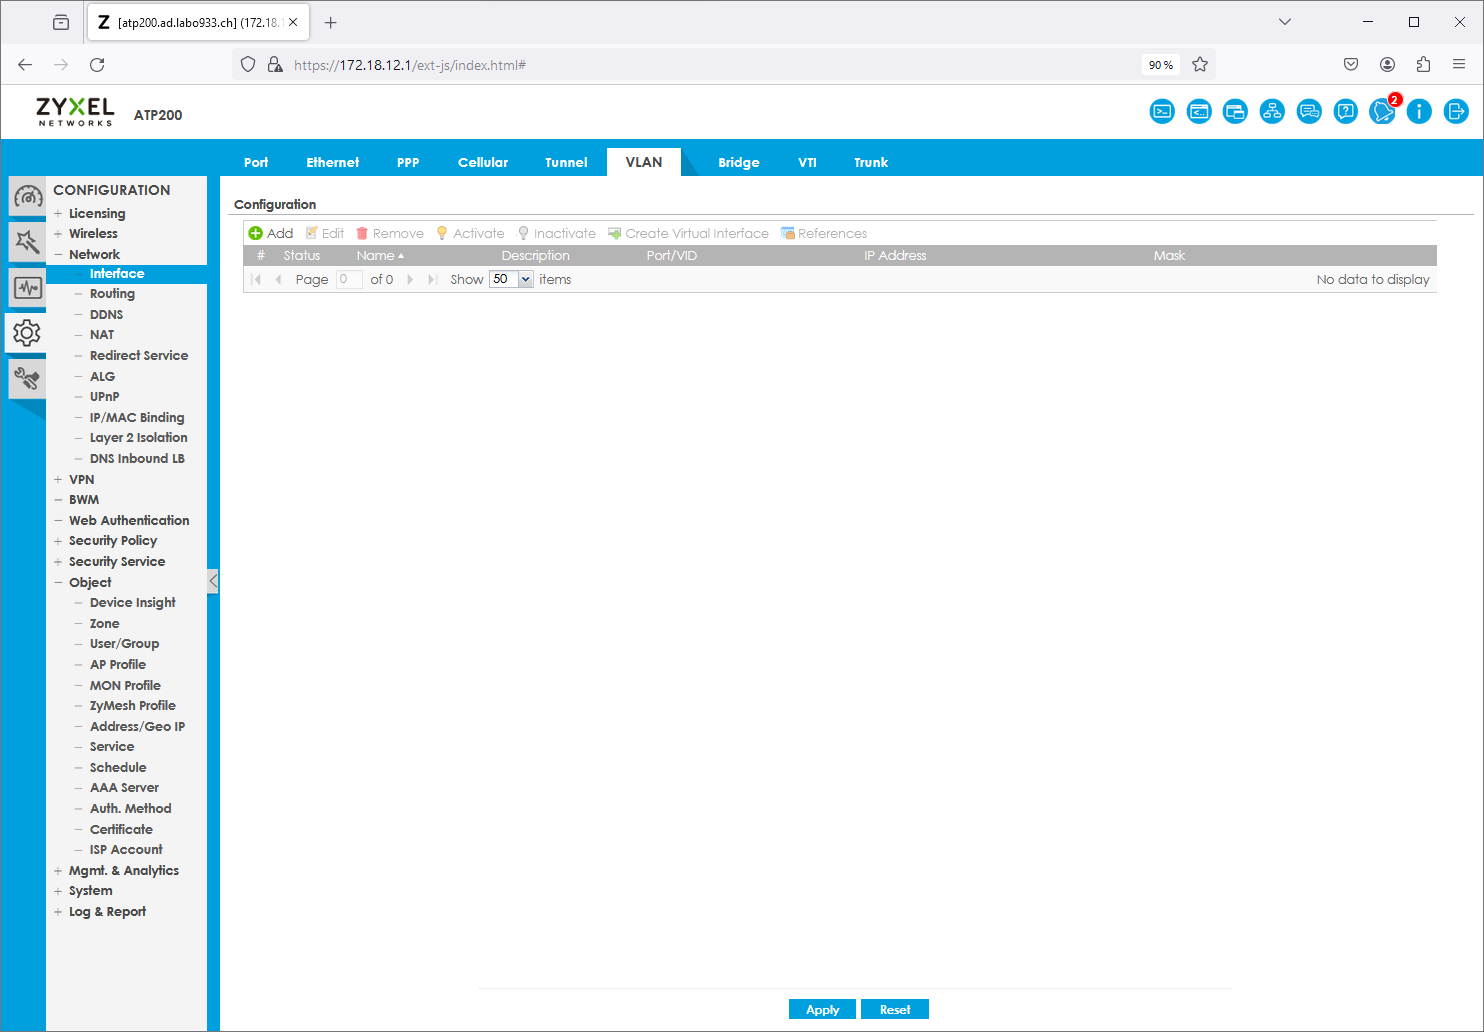 Z [atp200.ad.labo933.ch] (172.18.1
https://172.18.12.1/ext-js/index.html#
90 %
ZYXEL
NETWORKS
ATP200
2
Port Ethernet PPP Cellular Tunnel VLAN Bridge VTI Trunk
CONFIGURATION
Licensing
Wireless
Network
Interface
Routing
DDNS
NAT
Redirect Service
ALG
UPnP
IP/MAC Binding
Layer 2 Isolation
DNS Inbound LB
VPN
BWM
Web Authentication
Security Policy
Security Service
Object
Device Insight
Zone
User/Group
AP Profile
MON Profile
ZyMesh Profile
Address/Geo IP
Service
Schedule
AAA Server
Auth. Method
Certificate
ISP Account
Mgmt. & Analytics
System
Log & Report
Configuration
Add Edit Remove Activate Inactivate Create Virtual Interface References
# Status Name Description Port/VID IP Address Mask
Page 0 of 0 Show 50 items No data to display
Apply Reset